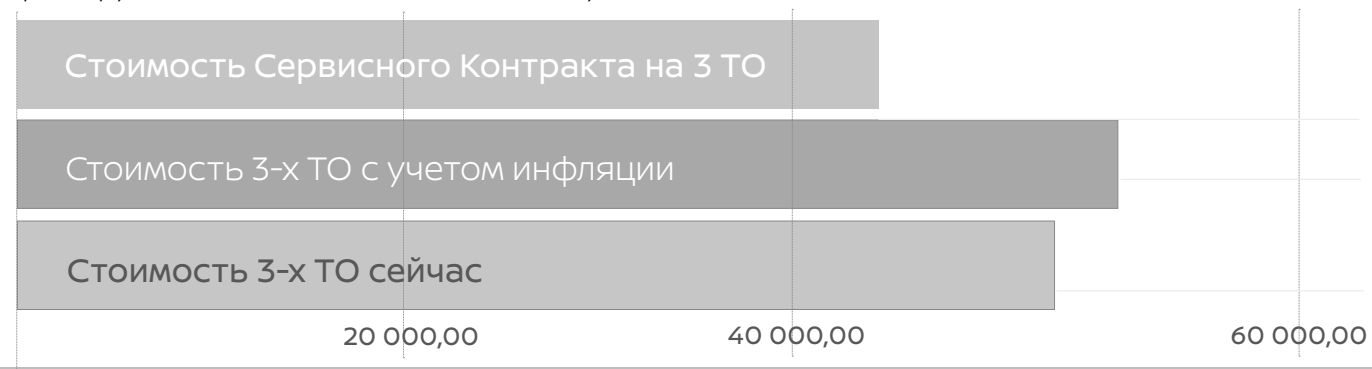 Стоимость Сервисного Контракта на 3 ТО
Стоимость 3-х ТО с учетом инфляции
Стоимость 3-х ТО сейчас
20 000,00 40 000,00 60 000,00